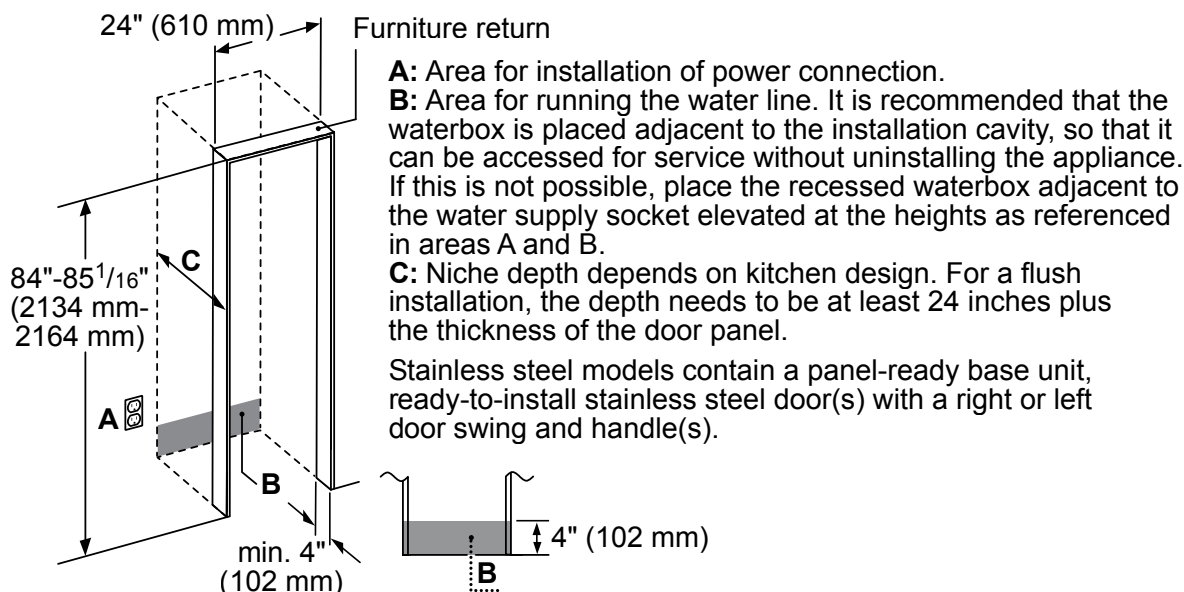 24" (610 mm)
Furniture return
A: Area for installation of power connection.
B: Area for running the water line. It is recommended that the
waterbox is placed adjacent to the installation cavity, so that it
can be accessed for service without uninstalling the appliance.
If this is not possible, place the recessed waterbox adjacent to
the water supply socket elevated at the heights as referenced
in areas A and B.
C: Niche depth depends on kitchen design. For a flush
installation, the depth needs to be at least 24 inches plus
the thickness of the door panel.
Stainless steel models contain a panel-ready base unit,
ready-to-install stainless steel door(s) with a right or left
door swing and handle(s).
C
84"-85 1/16"
(2134 mm-
2164 mm)
A
B
min. 4"
(102 mm)
4" (102 mm)
B